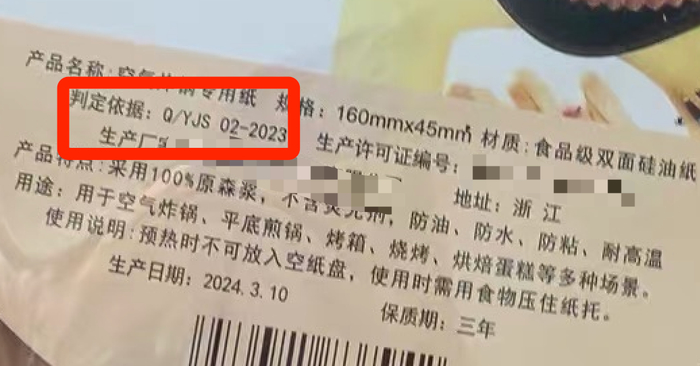 产品名称：空气炸锅专用纸 规格：160mmx45mm 材质：食品级双面硅油紙
判定依据：Q/YJS 02-2023
生产厂 生产许可证编号：
产品特点：采用100%原森浆，不含荧光剂，防油、防水、防粘、耐高温 地址：浙江
用途：用于空气炸锅、平底煎锅、烤箱、烧烤、烘焙蛋糕等多种场景。
使用说明：预热时不可放入空纸盘，使用时需用食物压住纸托。
生产日期：2024.3.10 保质期：三年